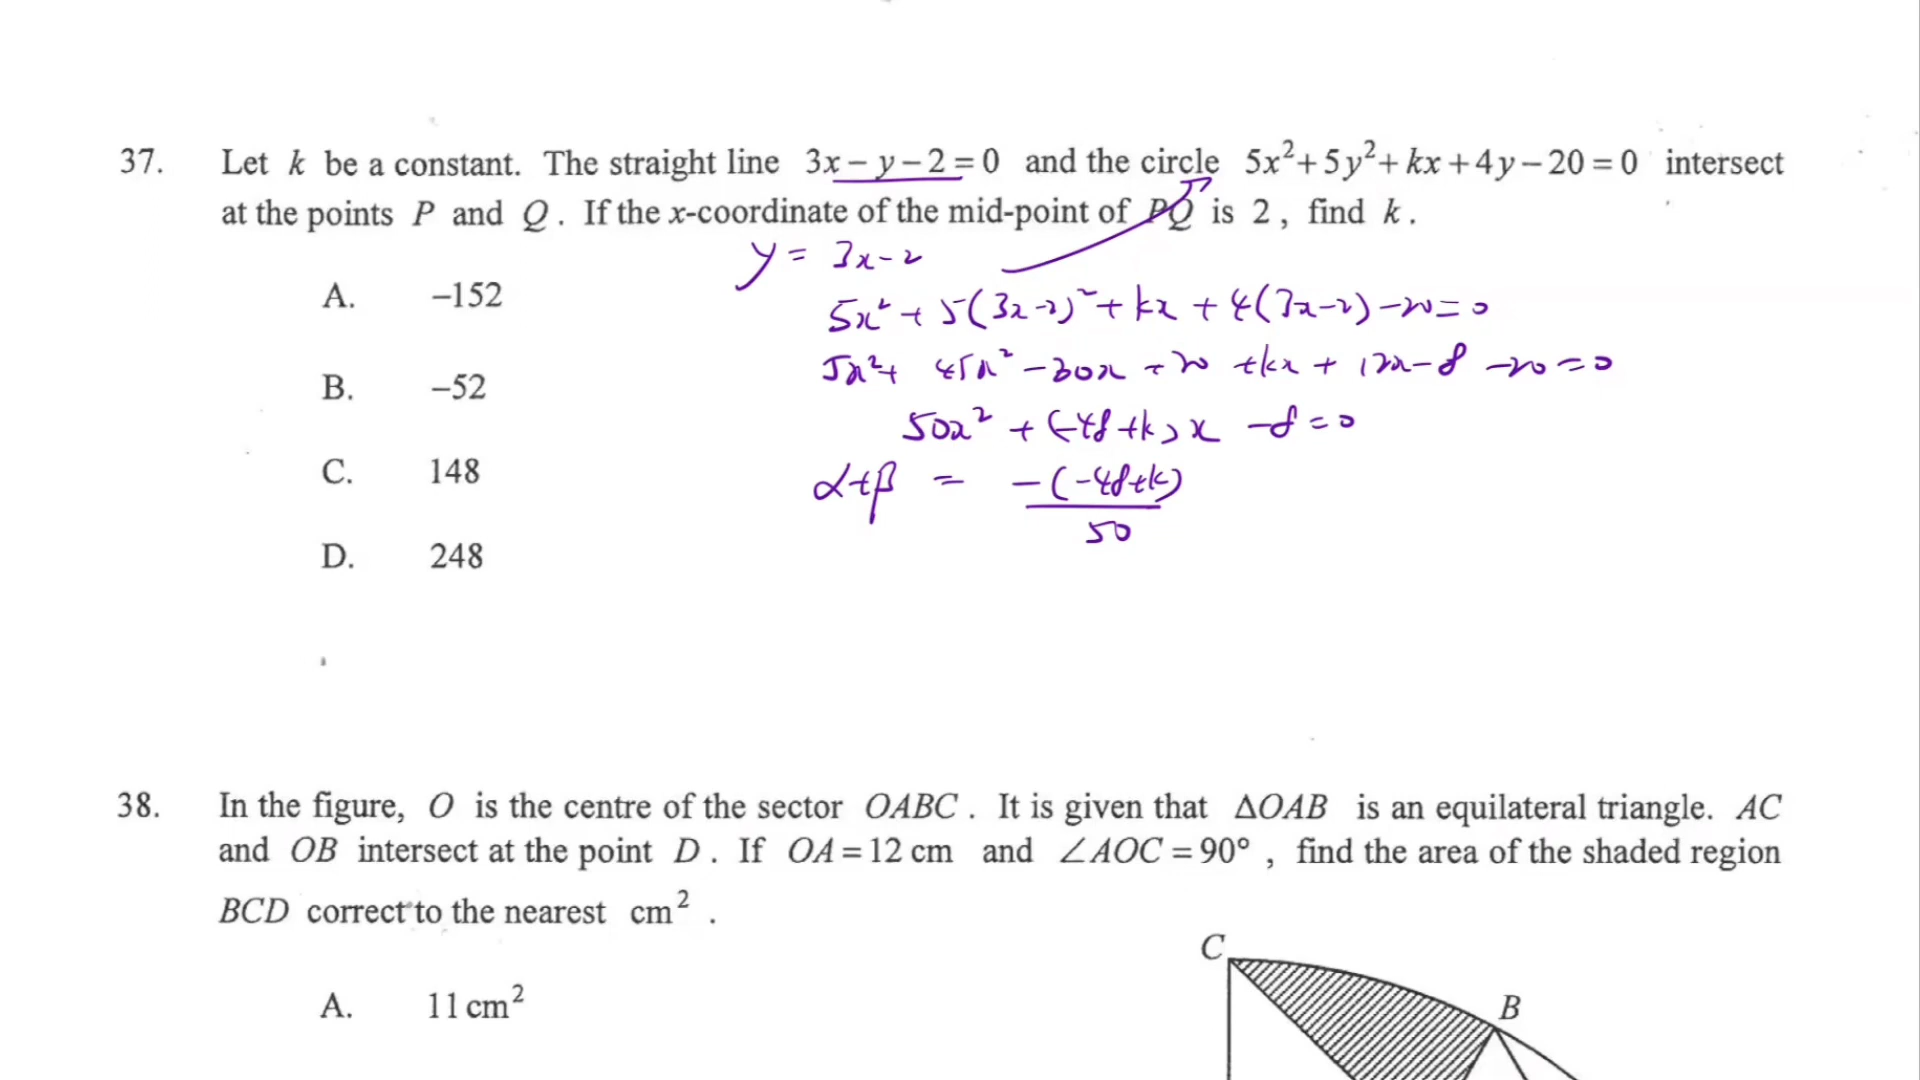 37. Let k be a constant. The straight line 3x – y – 2 = 0 and the circle 5x²+5y²+kx+4y–20=0 intersect
at the points P and Q. If the x-coordinate of the mid-point of PQ is 2, find k.
y = 3x-2
A. –152
5x² + 5(3x-2)² + kx + 4(3x-2) -20=0
5x²+ 45x² -30x +20 +kx + 12x-8 -20=0
B. –52
50x² + (-48+k)x -8=0
C. 148
α+β = -(-48+k)
50
D. 248
38. In the figure, O is the centre of the sector OABC. It is given that ΔOAB is an equilateral triangle. AC
and OB intersect at the point D. If OA=12 cm and ∠AOC = 90°, find the area of the shaded region
BCD correct to the nearest cm².
C
A. 11 cm²
B